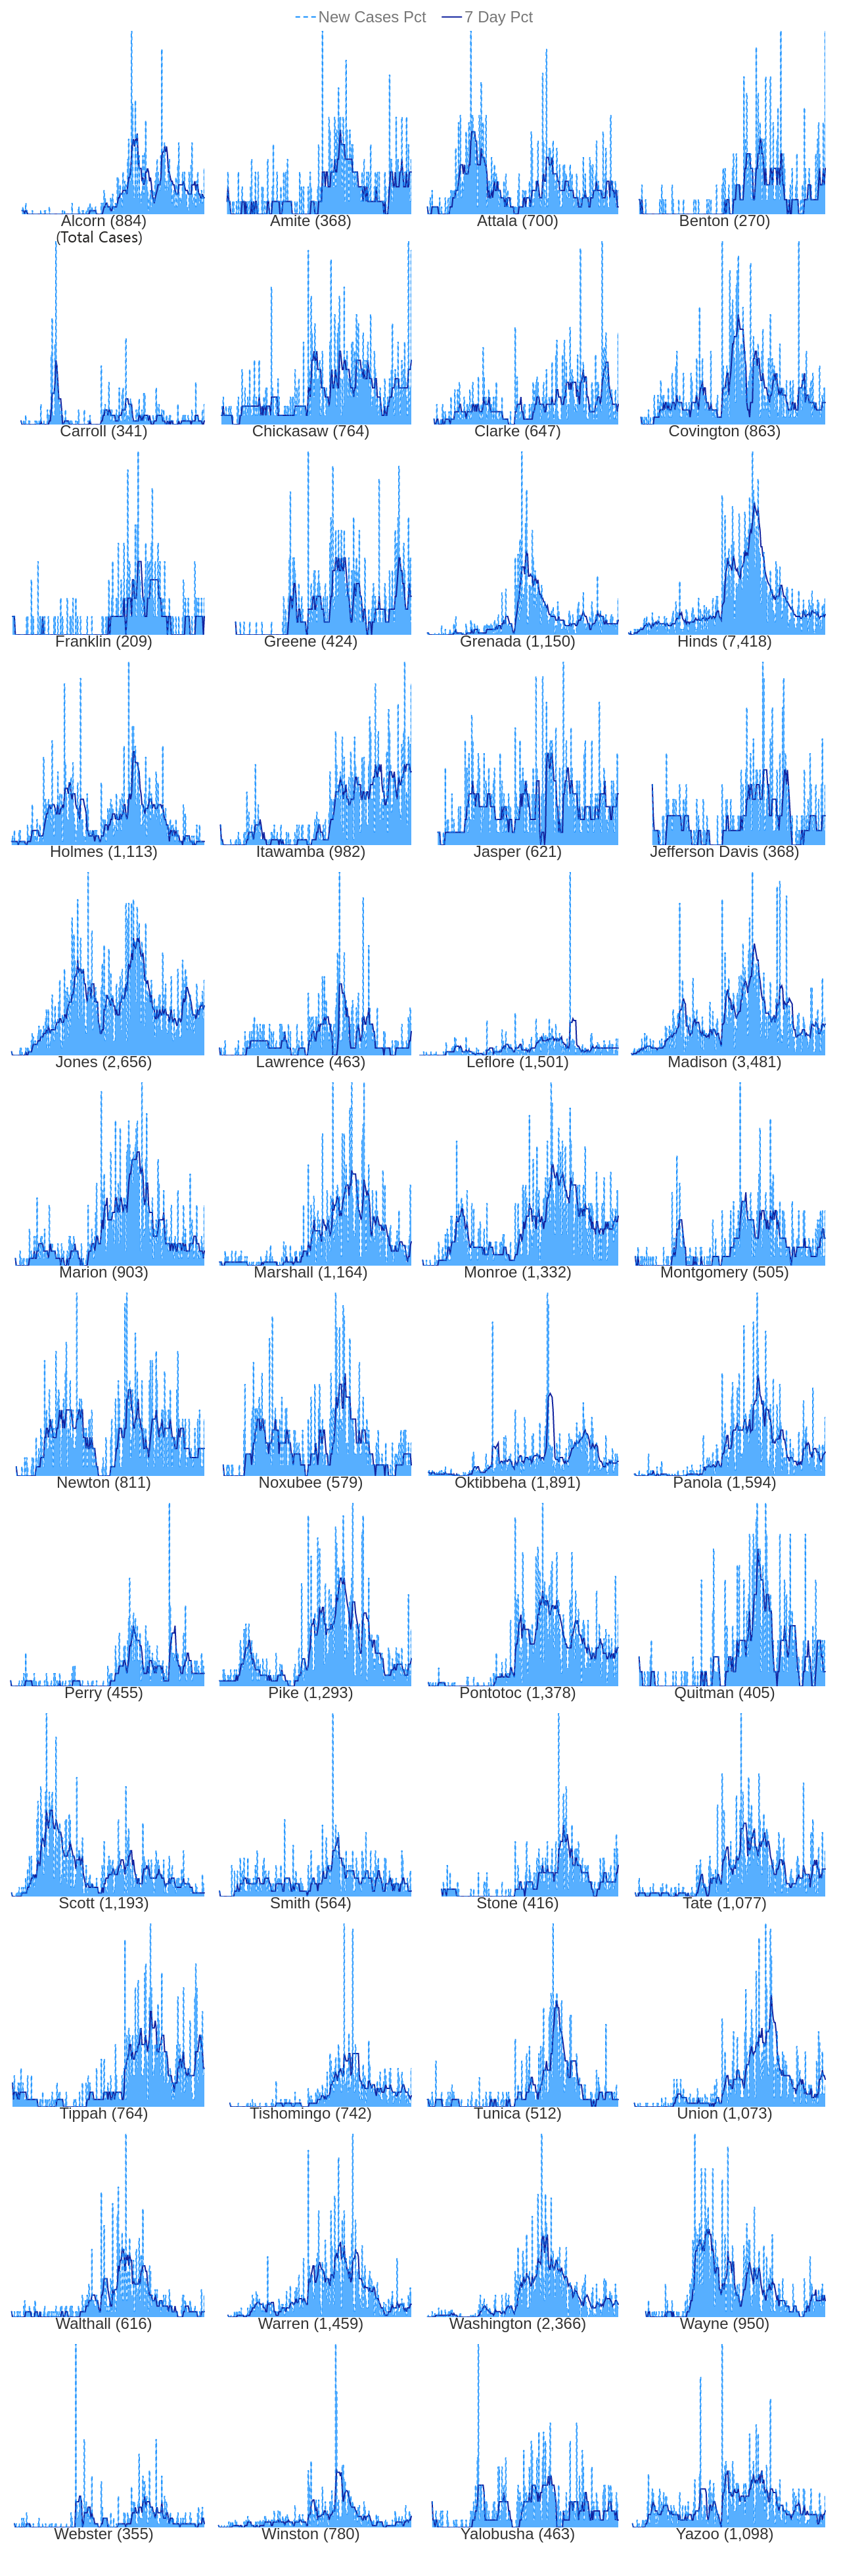 New Cases Pct 7 Day Pct
Alcorn (884) Amite (368) Attala (700) Benton (270)
(Total Cases)
Carroll (341) Chickasaw (764) Clarke (647) Covington (863)
Franklin (209) Greene (424) Grenada (1,150) Hinds (7,418)
Holmes (1,113) Itawamba (982) Jasper (621) Jefferson Davis (368)
Jones (2,656) Lawrence (463) Leflore (1,501) Madison (3,481)
Marion (903) Marshall (1,164) Monroe (1,332) Montgomery (505)
Newton (811) Noxubee (579) Oktibbeha (1,891) Panola (1,594)
Perry (455) Pike (1,293) Pontotoc (1,378) Quitman (405)
Scott (1,193) Smith (564) Stone (416) Tate (1,077)
Tippah (764) Tishomingo (742) Tunica (512) Union (1,073)
Walthall (616) Warren (1,459) Washington (2,366) Wayne (950)
Webster (355) Winston (780) Yalobusha (463) Yazoo (1,098)